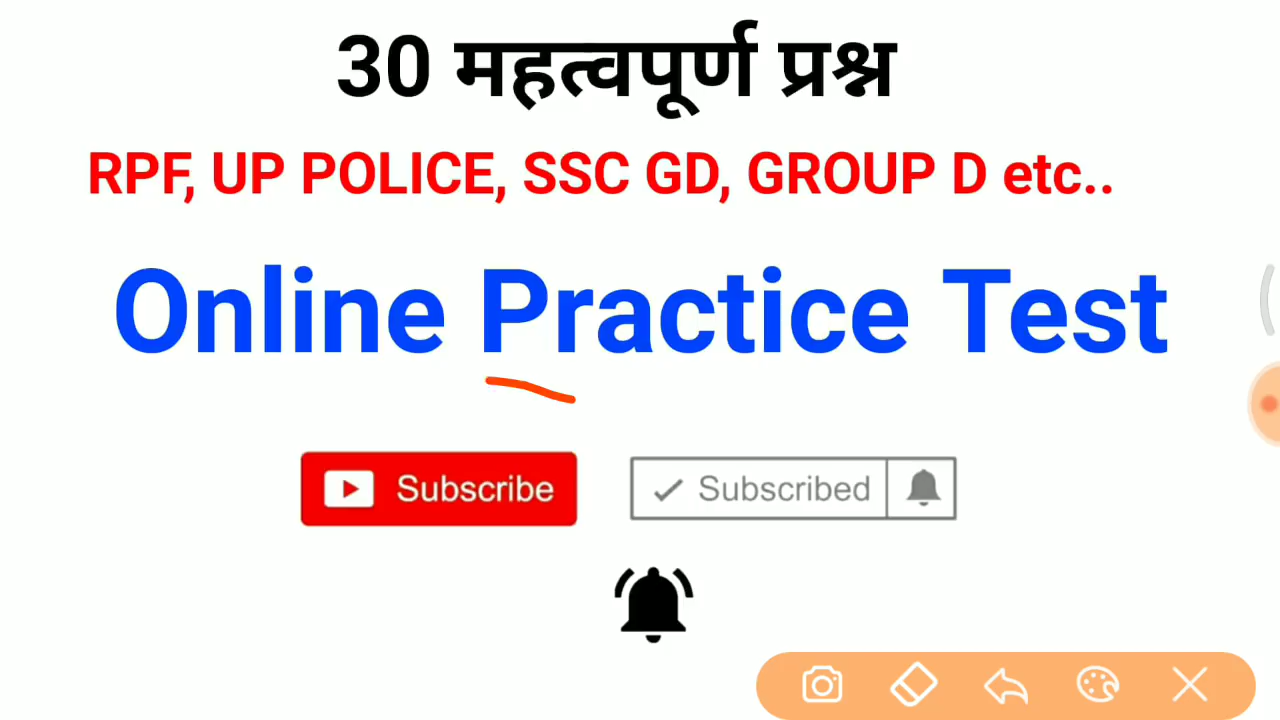 30 महत्वपूर्ण प्रश्न
RPF, UP POLICE, SSC GD, GROUP D etc..
Online Practice Test
Subscribe
Subscribed